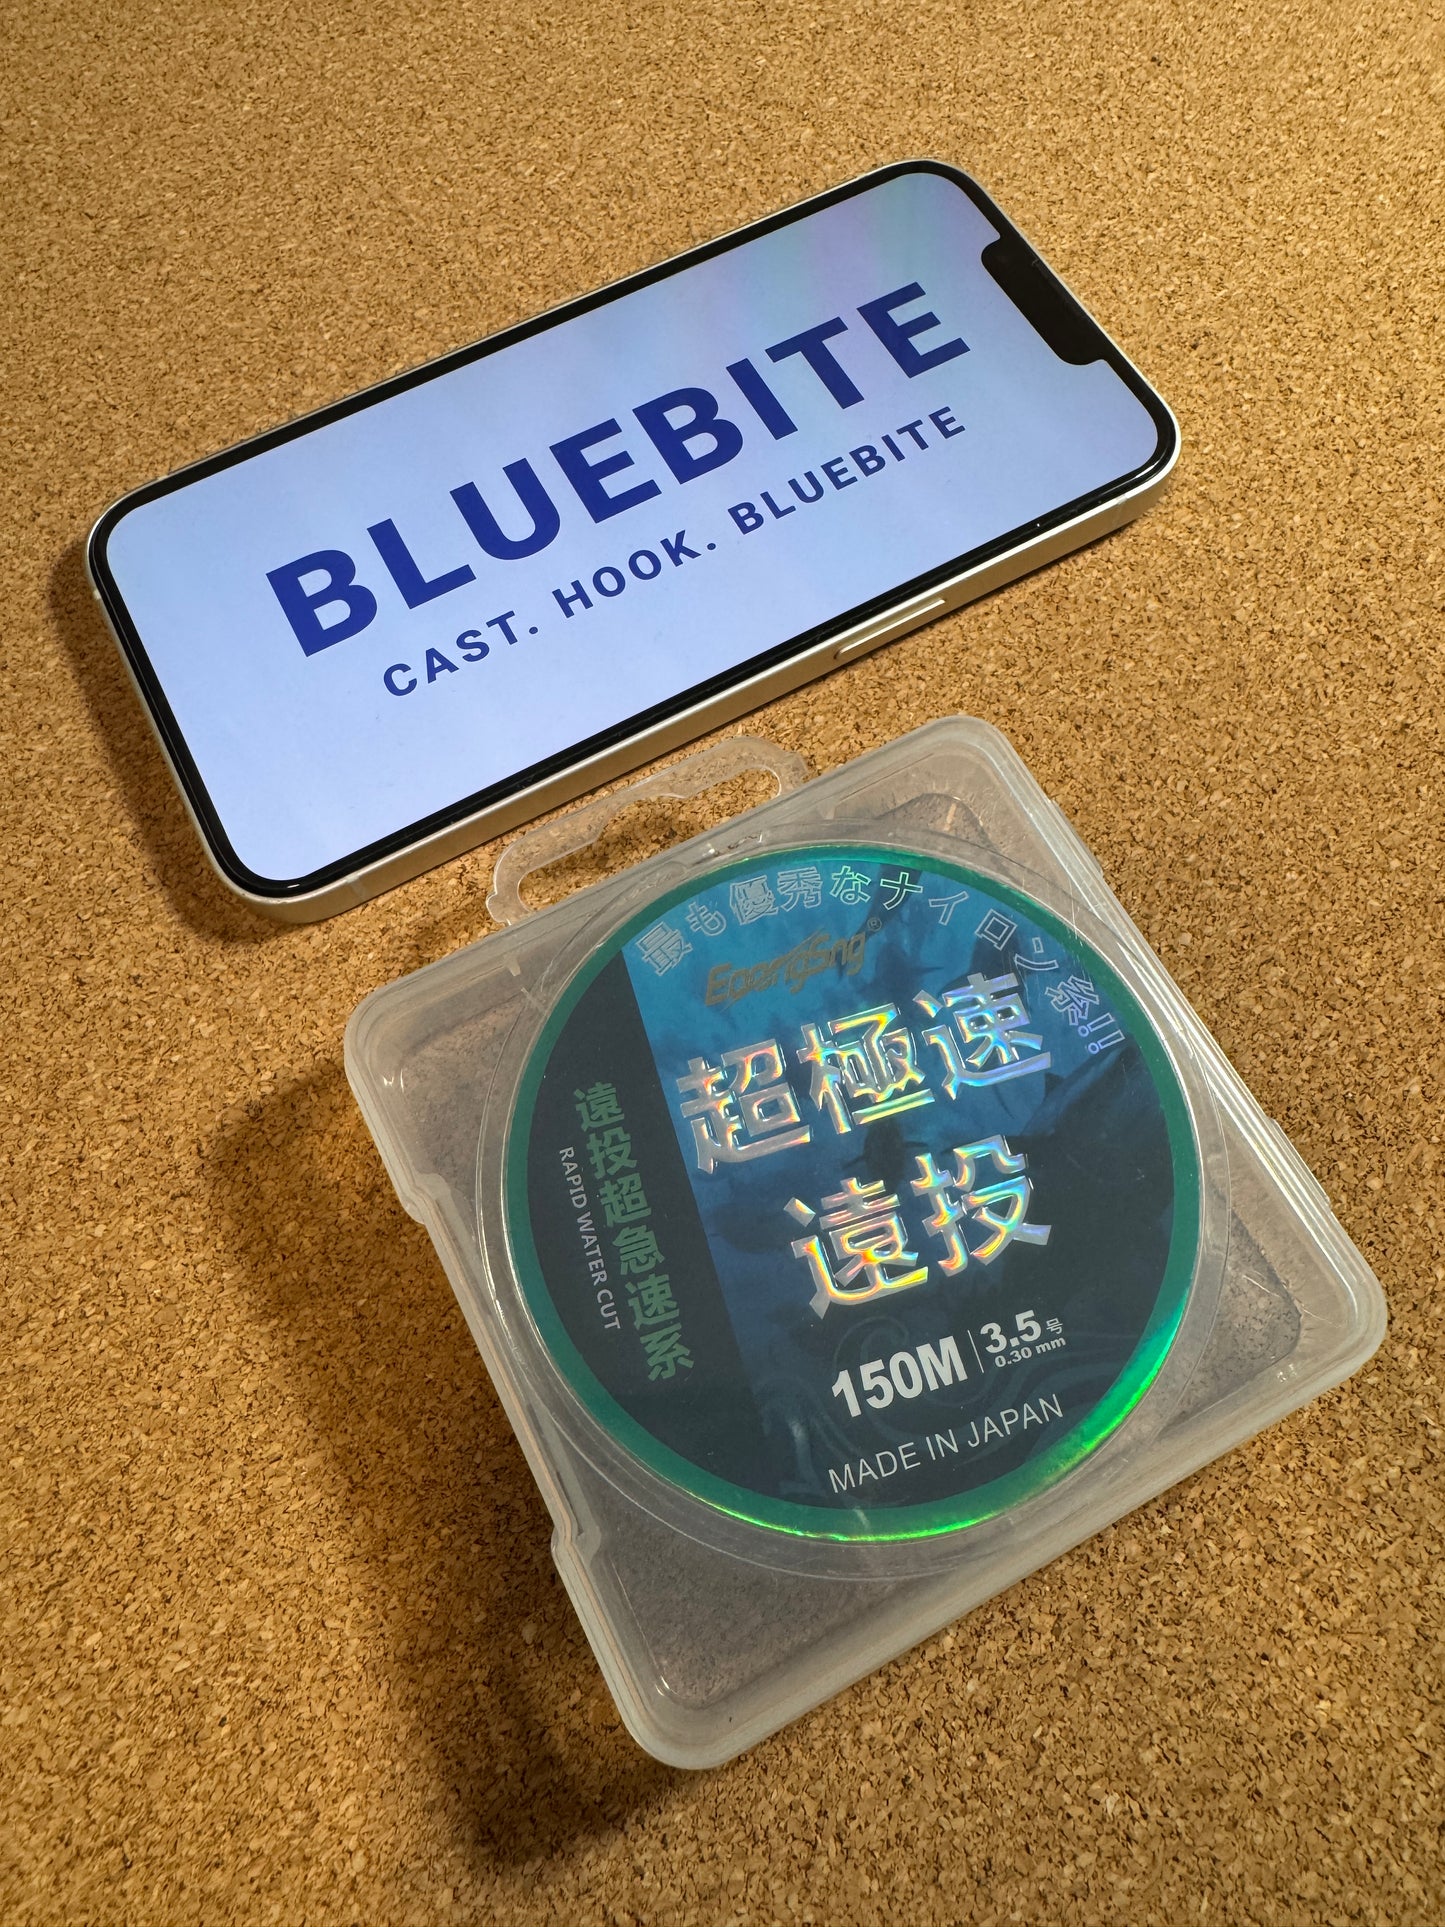 BLUEBITE
CAST. HOOK. BLUEBITE
最も優秀なナイロン糸!!
EoongSng®
超極速
遠投
遠投超急速系
RAPID WATER CUT
150M
3.5号
0.30 mm
MADE IN JAPAN